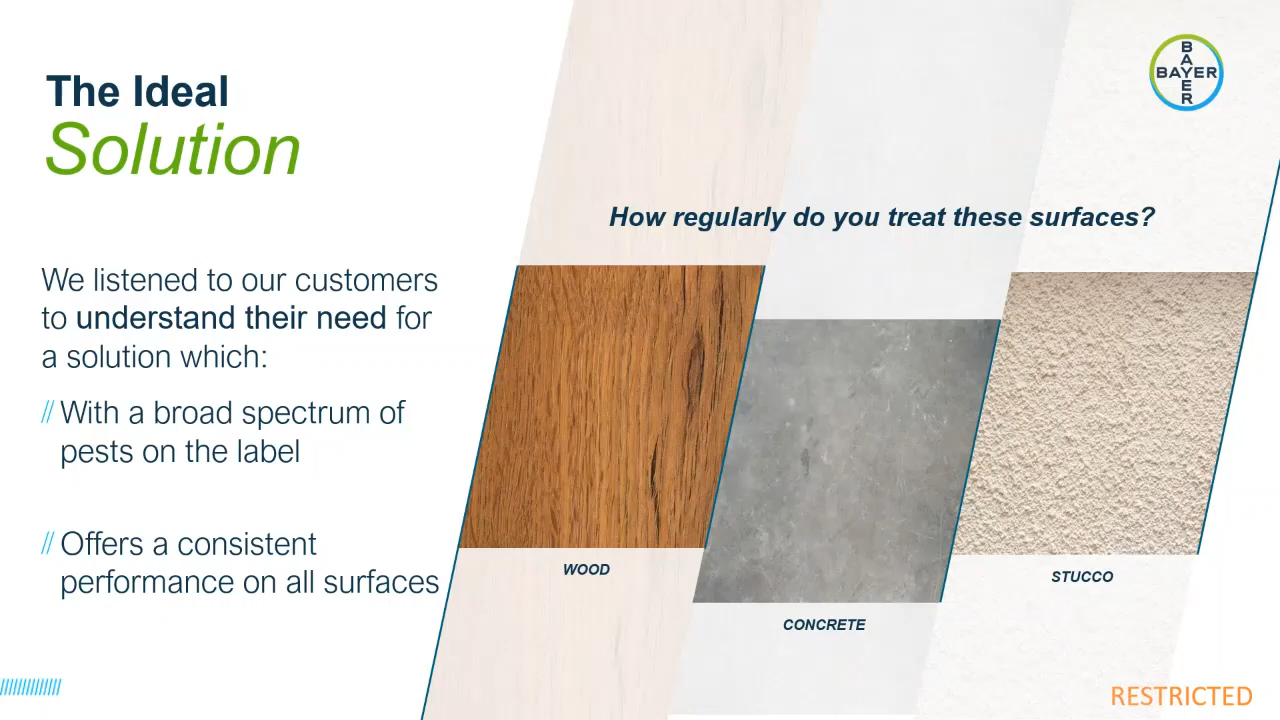 The Ideal
Solution
BAYER
BAYER
How regularly do you treat these surfaces?
We listened to our customers
to understand their need for
a solution which:
// With a broad spectrum of
pests on the label
// Offers a consistent
performance on all surfaces
WOOD
CONCRETE
STUCCO
RESTRICTED